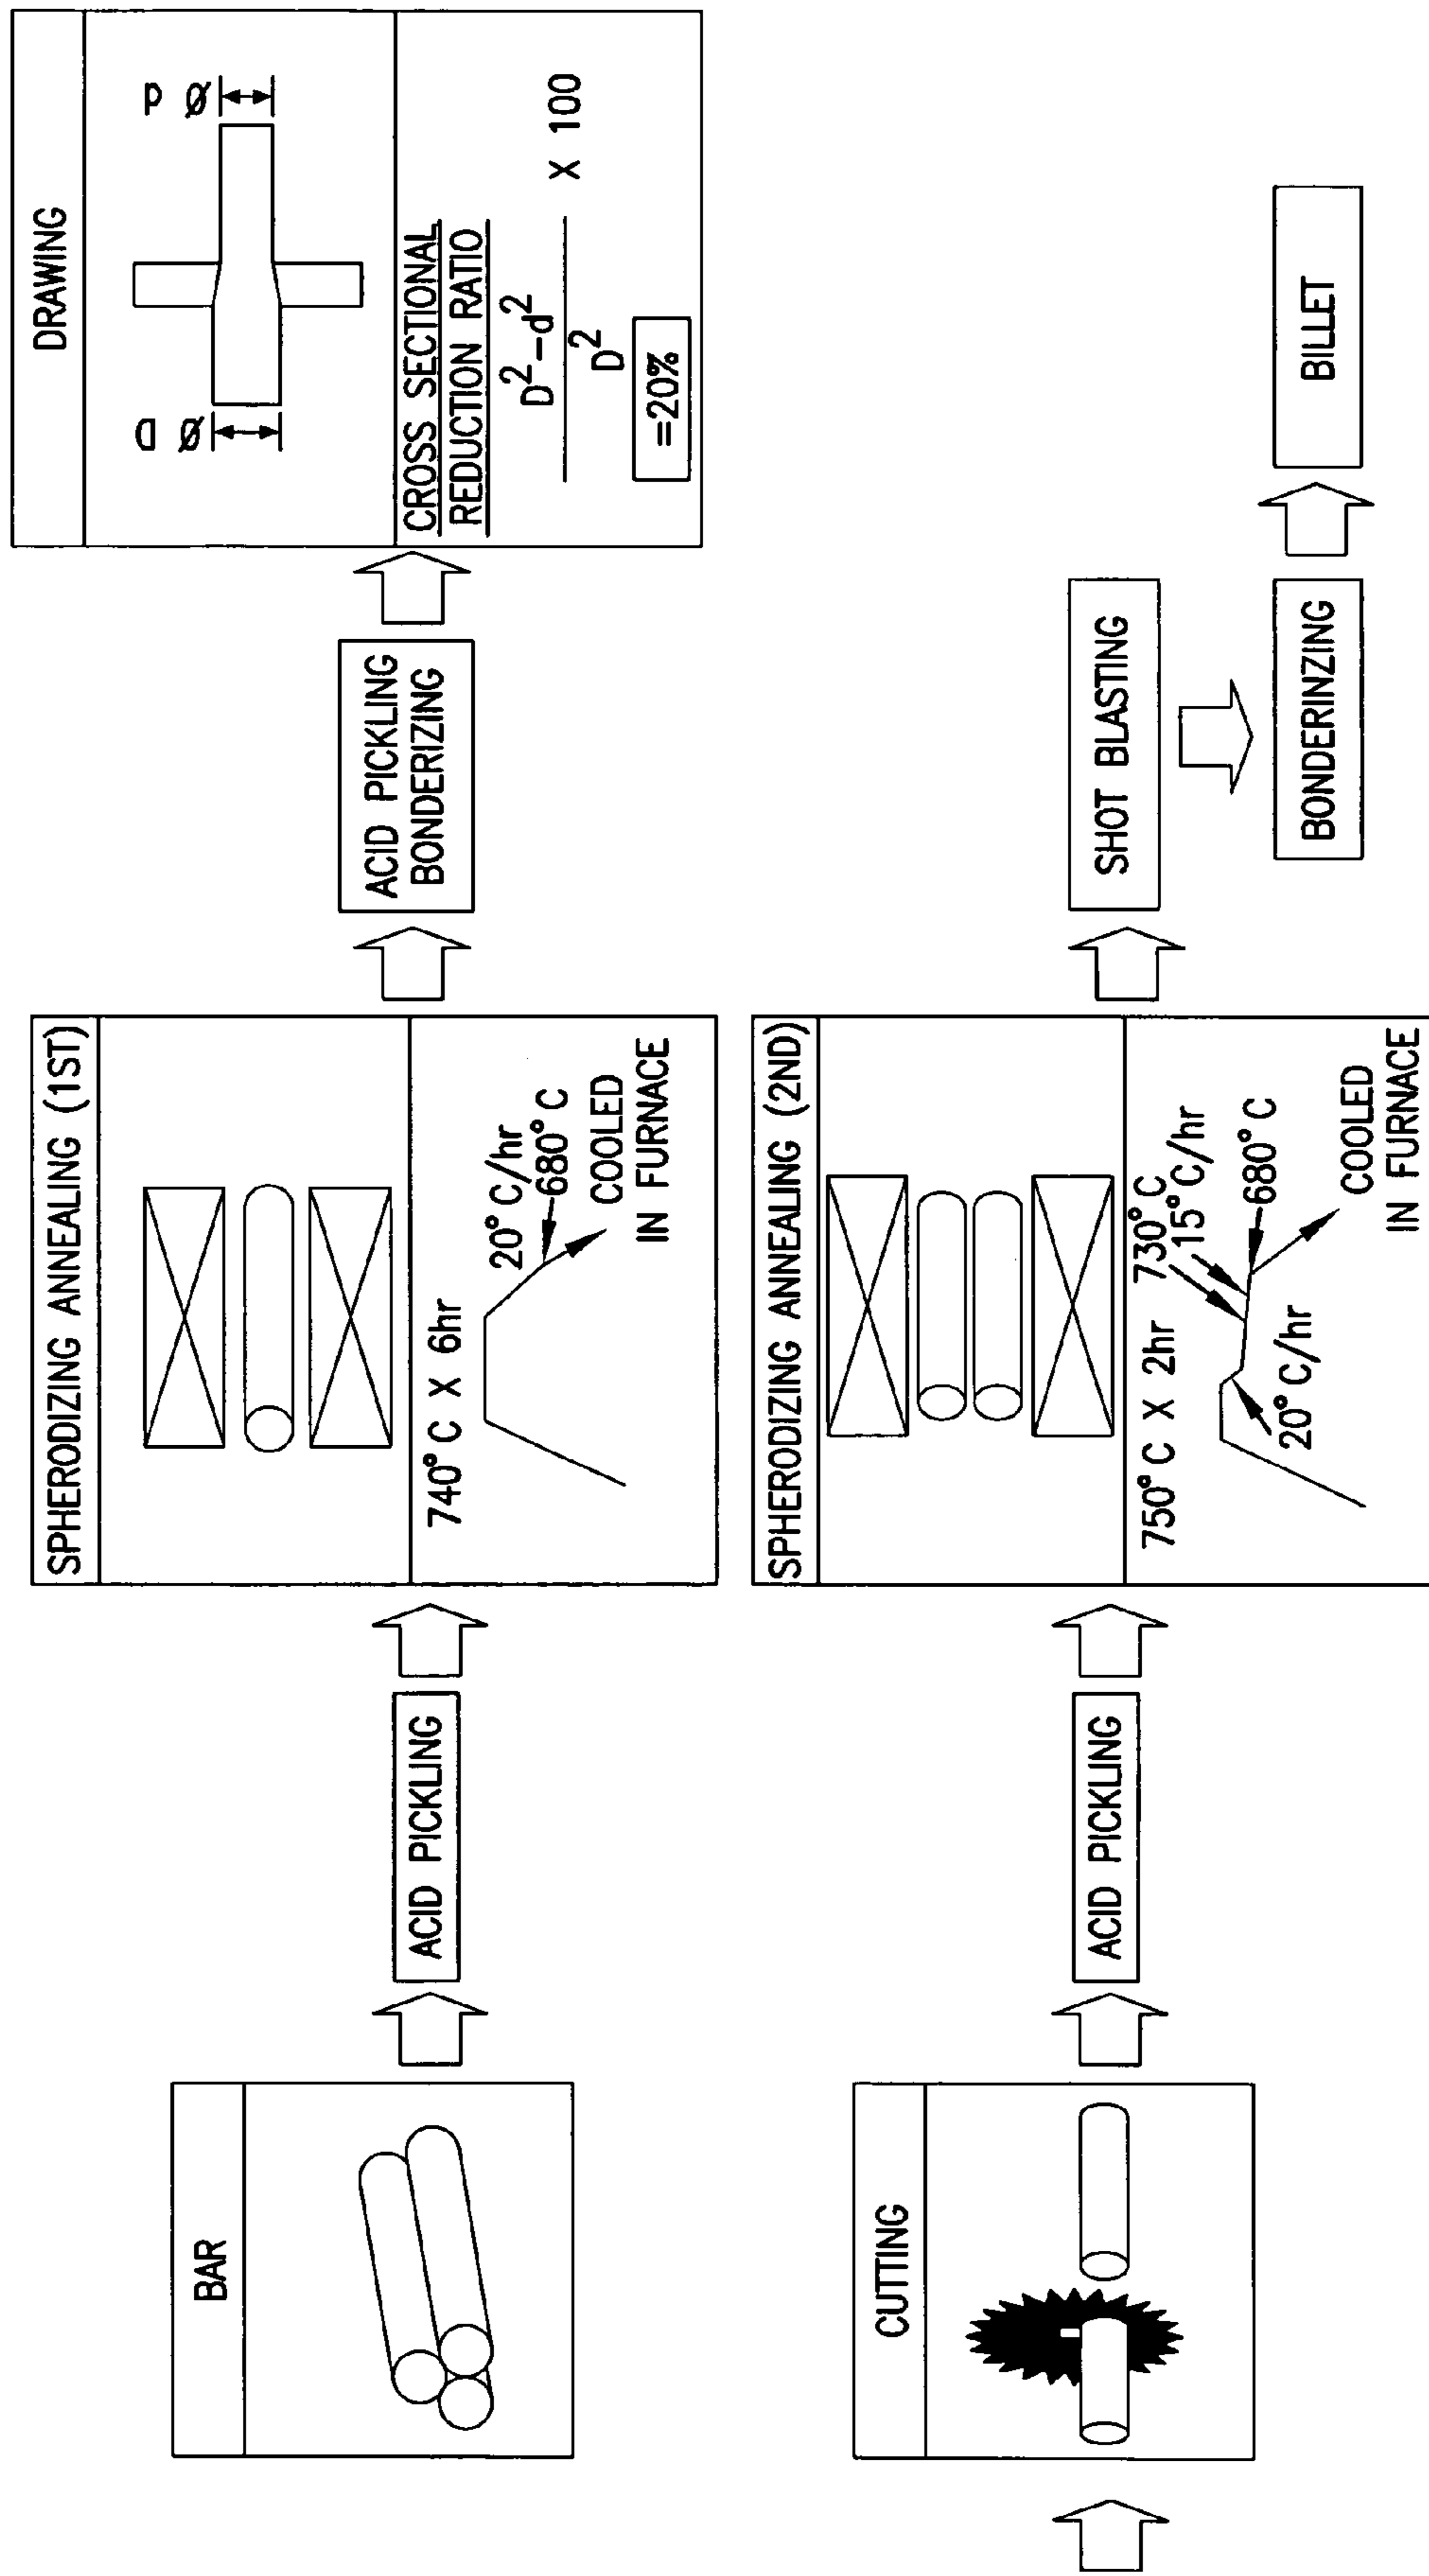 BAR
ACID PICKLING
SPHERODIZING ANNEALING (1ST)
740°C X 6hr
20°C/hr
680°C
COOLED
IN FURNACE
ACID PICKLING
BONDERIZING
DRAWING
Ø D
Ø d
CROSS SECTIONAL
REDUCTION RATIO
D²-d²
D²
X 100
=20%
CUTTING
ACID PICKLING
SPHERODIZING ANNEALING (2ND)
750°C X 2hr
730°C
15°C/hr
680°C
20°C/hr
COOLED
IN FURNACE
SHOT BLASTING
BONDERINZING
BILLET